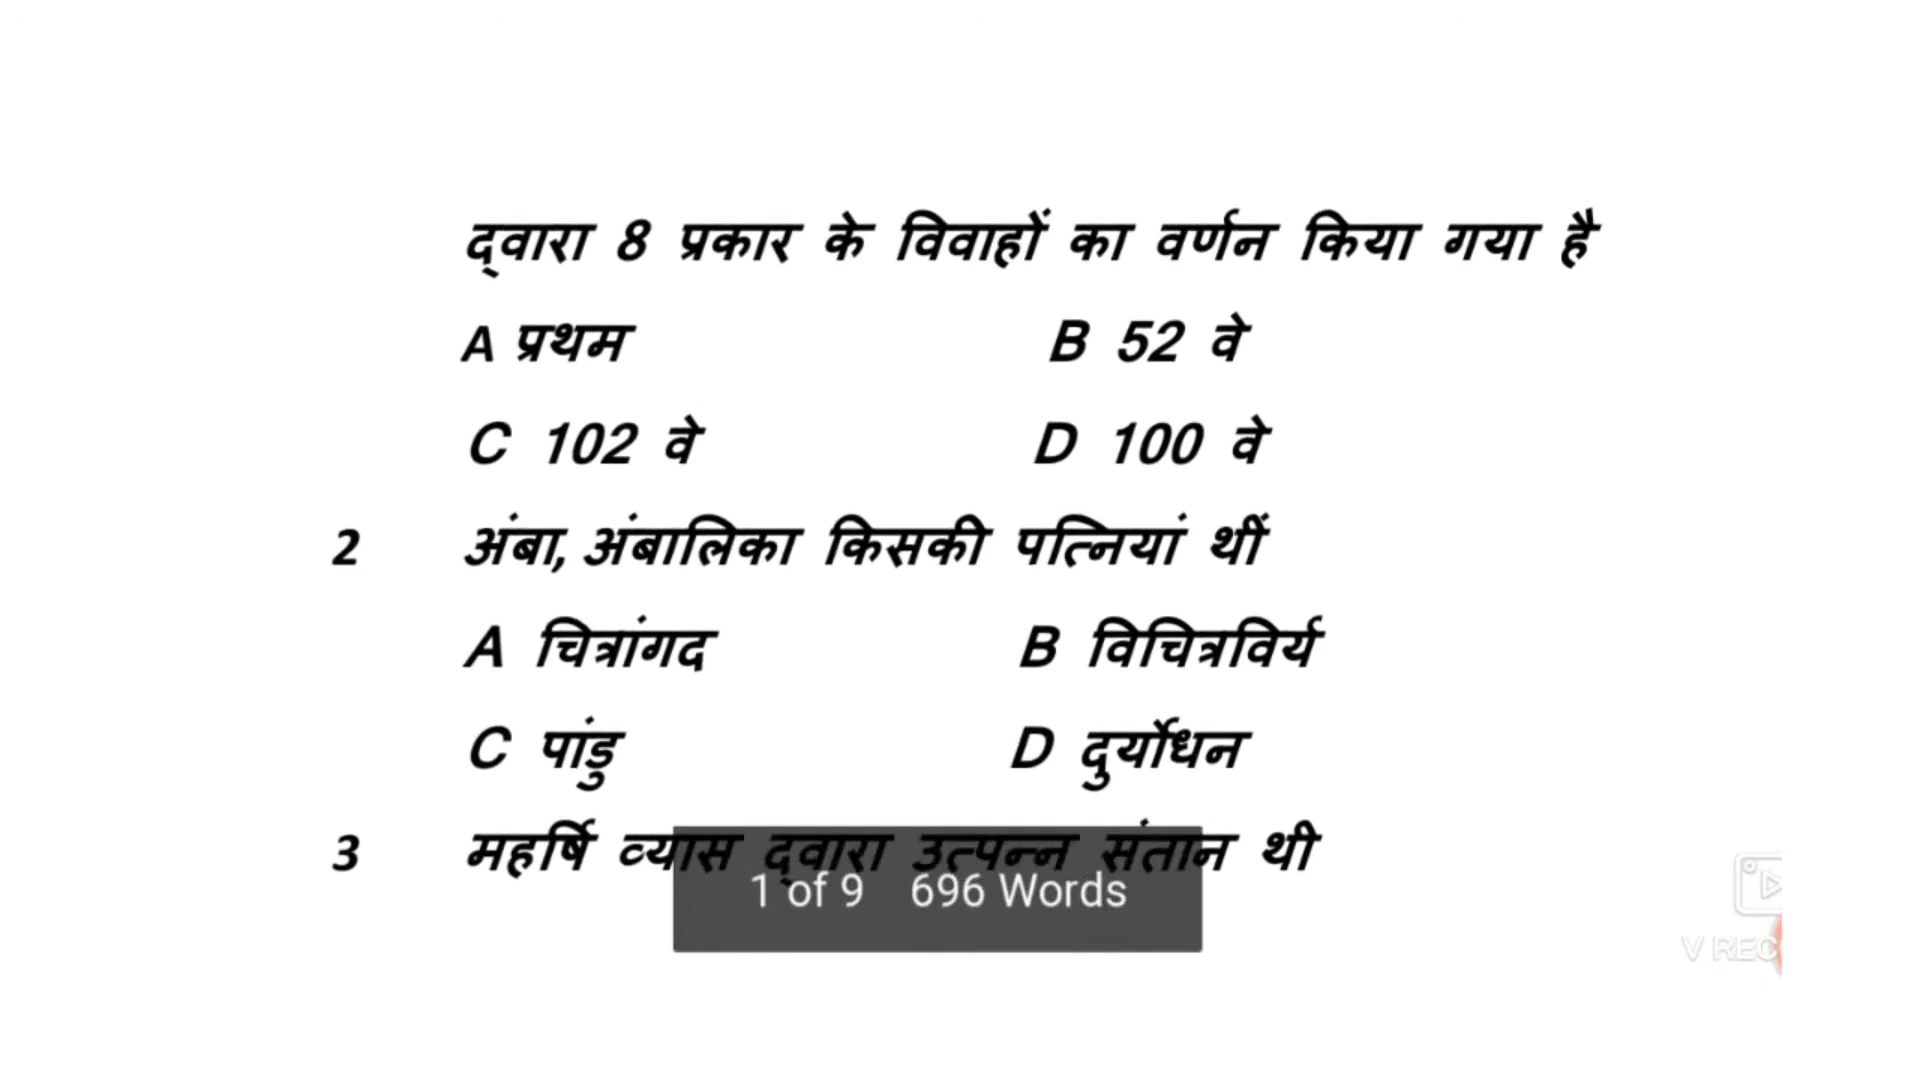 द्वारा 8 प्रकार के विवाहों का वर्णन किया गया है
A प्रथम B 52 वे
C 102 वे D 100 वे
2 अंबा, अंबालिका किसकी पत्नियां थीं
A चित्रांगद B विचित्रविर्य
C पांडु D दुर्योधन
3 महर्षि व्यास द्वारा उत्पन्न संतान थी
1 of 9 696 Words
V REC